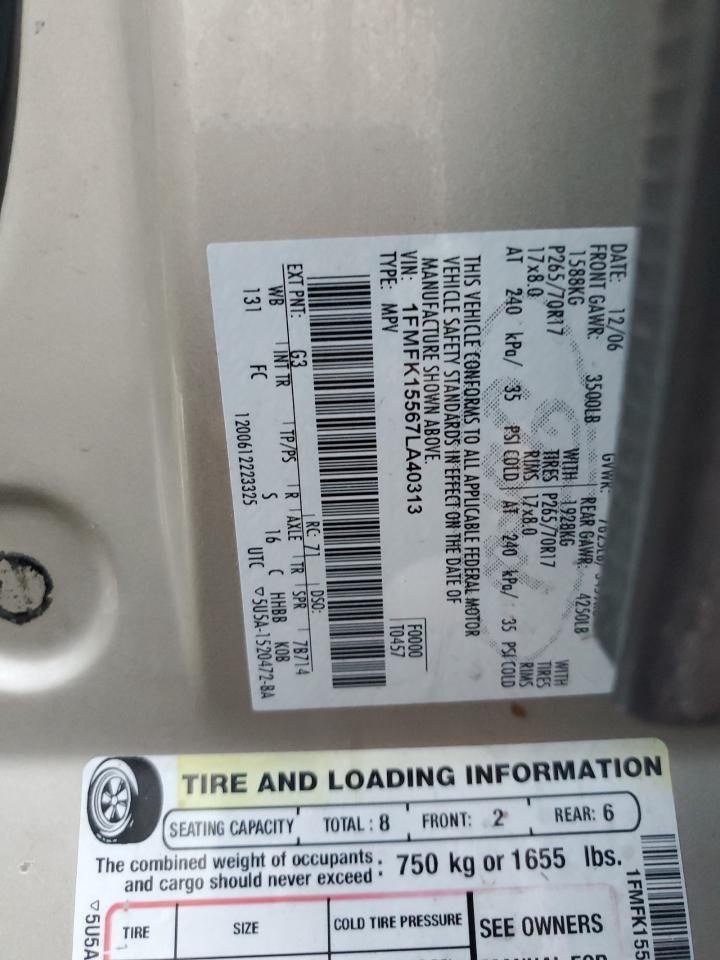 DATE: 12/06
GVWR:
FRONT GAWR: 3500LB
REAR GAWR: 4250LB
1588KG WITH
1928KG WITH
P265/70R17 TIRES
P265/70R17 TIRES
17x8.0 RIMS
17x8.0 RIMS
AT 240 kPa/ 35 PSI COLD
AT 240 kPa/ 35 PSI COLD
THIS VEHICLE CONFORMS TO ALL APPLICABLE FEDERAL MOTOR
VEHICLE SAFETY STANDARDS IN EFFECT ON THE DATE OF
MANUFACTURE SHOWN ABOVE.
VIN: 1FMFK15567LA40313
TYPE: MPV
F0000
T0457
EXT PNT: G3 RC: 71 DSO:
WB INT TR TP/PS R AXLE TR SPR 7B714
131 FC S 16 C HHBB KOB
1200612223325 UTC ▽5U5A-1520472-BA
TIRE AND LOADING INFORMATION
SEATING CAPACITY TOTAL : 8 FRONT: 2 REAR: 6
The combined weight of occupants
and cargo should never exceed : 750 kg or 1655 lbs.
TIRE SIZE COLD TIRE PRESSURE SEE OWNERS
MANUAL FOR
1FMFK155
▽5U5A